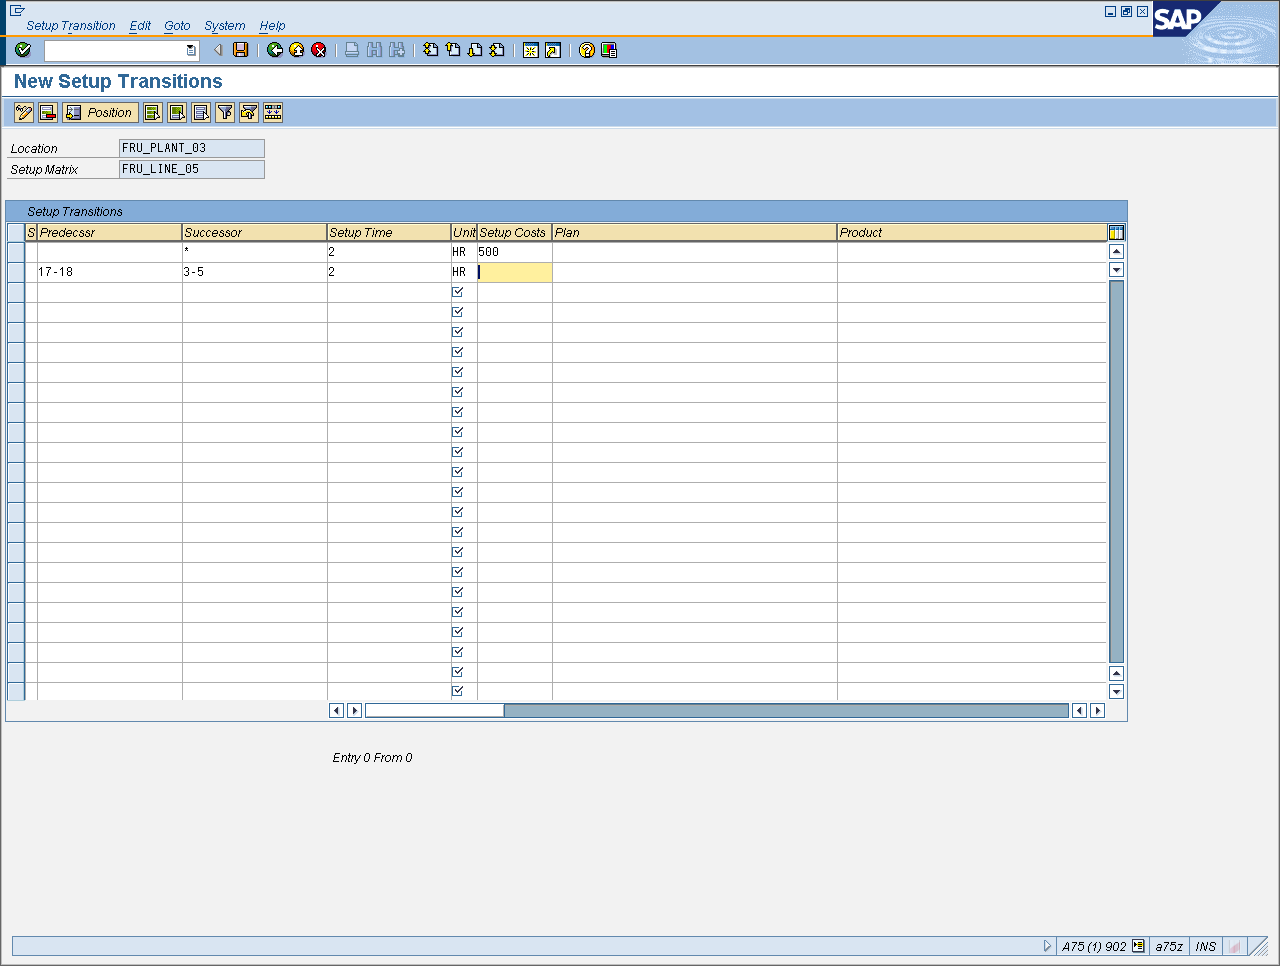 Setup Transition Edit Goto System Help
SAP
New Setup Transitions
Position
Location FRU_PLANT_03
Setup Matrix FRU_LINE_05
Setup Transitions
S Predecssr Successor Setup Time Unit Setup Costs Plan Product
* 2 HR 500
17-18 3-5 2 HR
Entry 0 From 0
A75 (1) 902 a75z INS